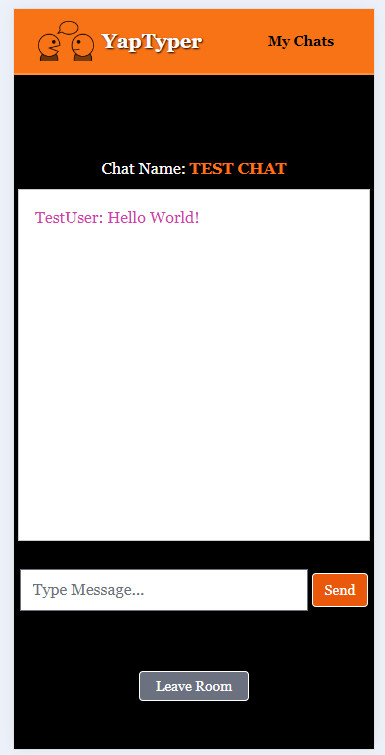 YapTyper My Chats
Chat Name: TEST CHAT
TestUser: Hello World!
Type Message... Send
Leave Room